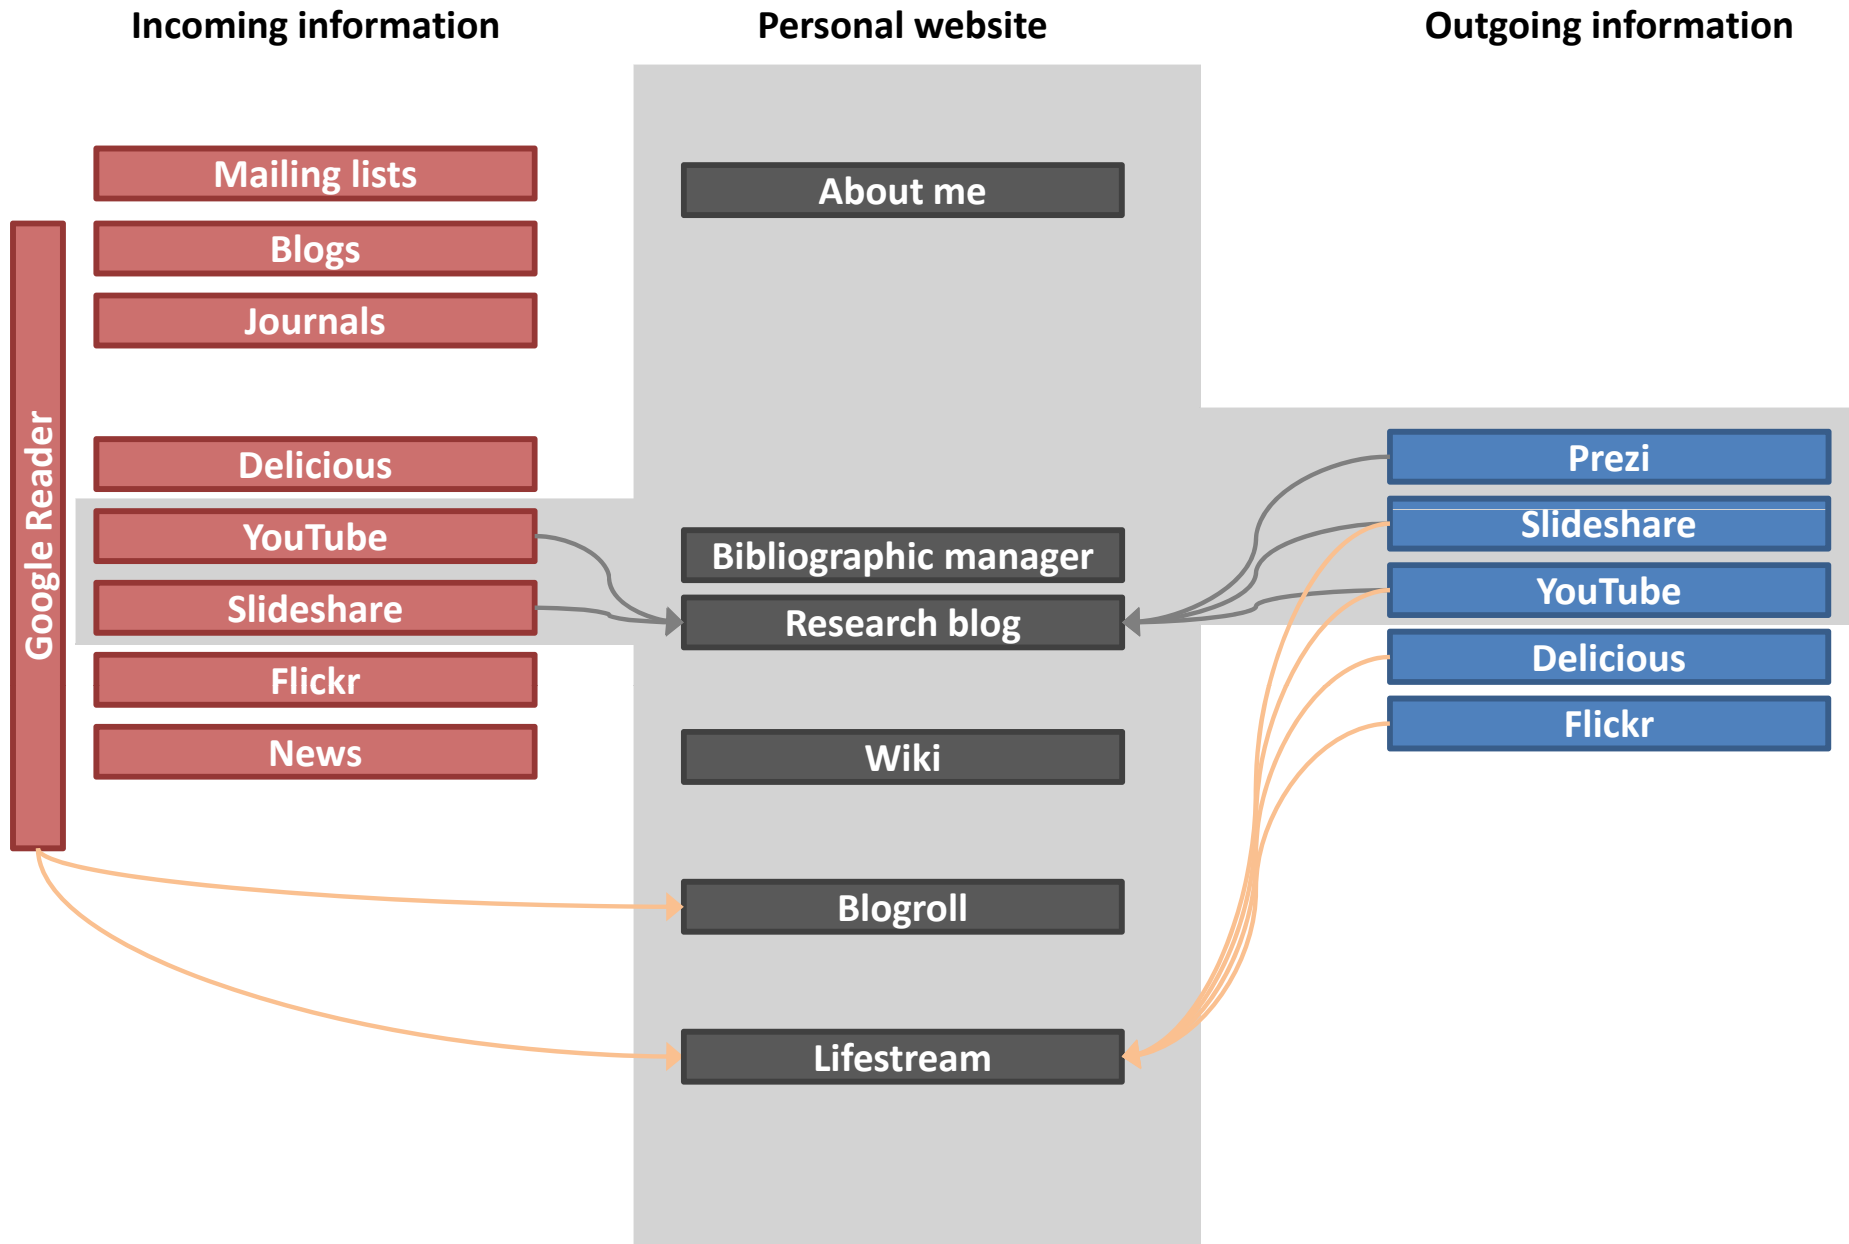 Incoming information
Personal website
Outgoing information
Google Reader
Mailing lists
Blogs
Journals
Delicious
YouTube
Slideshare
Flickr
News
About me
Bibliographic manager
Research blog
Wiki
Blogroll
Lifestream
Prezi
Slideshare
YouTube
Delicious
Flickr